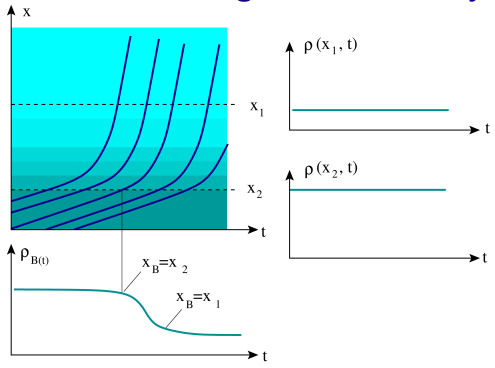 x
x1
x2
t
ρ(x1, t)
t
ρ(x2, t)
t
ρB(t)
xB=x2
xB=x1
t